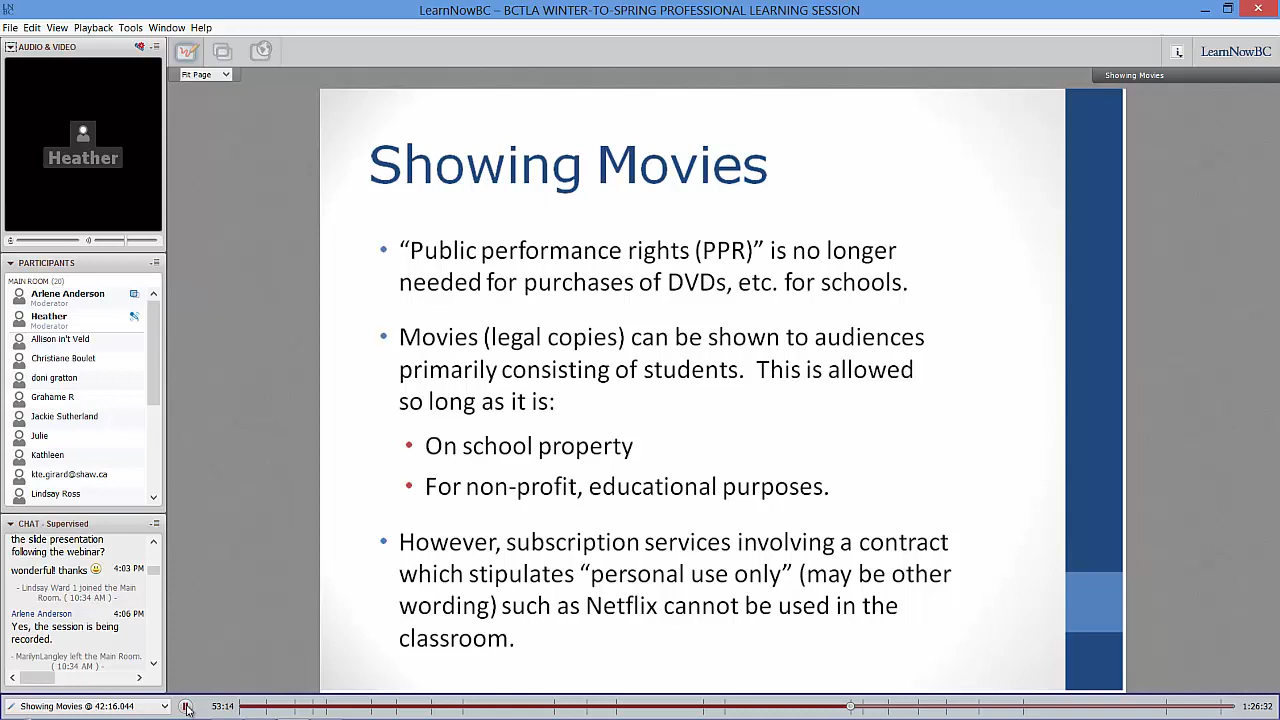 LN
BC
LearnNowBC – BCTLA WINTER-TO-SPRING PROFESSIONAL LEARNING SESSION
File Edit View Playback Tools Window Help
AUDIO & VIDEO
Heather
LearnNowBC
Fit Page
Showing Movies
PARTICIPANTS
MAIN ROOM (20)
Arlene Anderson
Moderator
Heather
Moderator
Allison in't Veld
Christiane Boulet
doni gratton
Grahame R
Jackie Sutherland
Julie
Kathleen
kte.girard@shaw.ca
Lindsay Ross
CHAT - Supervised
the slide presentation
following the webinar?
wonderful! thanks 4:03 PM
- Lindsay Ward 1 joined the Main
Room. ( 10:34 AM ) -
Arlene Anderson 4:06 PM
Yes, the session is being
recorded.
- MarilynLangley left the Main Room.
( 10:34 AM ) -
Showing Movies
• “Public performance rights (PPR)” is no longer
needed for purchases of DVDs, etc. for schools.
• Movies (legal copies) can be shown to audiences
primarily consisting of students. This is allowed
so long as it is:
• On school property
• For non-profit, educational purposes.
• However, subscription services involving a contract
which stipulates “personal use only” (may be other
wording) such as Netflix cannot be used in the
classroom.
Showing Movies @ 42:16.044
53:14
1:26:32